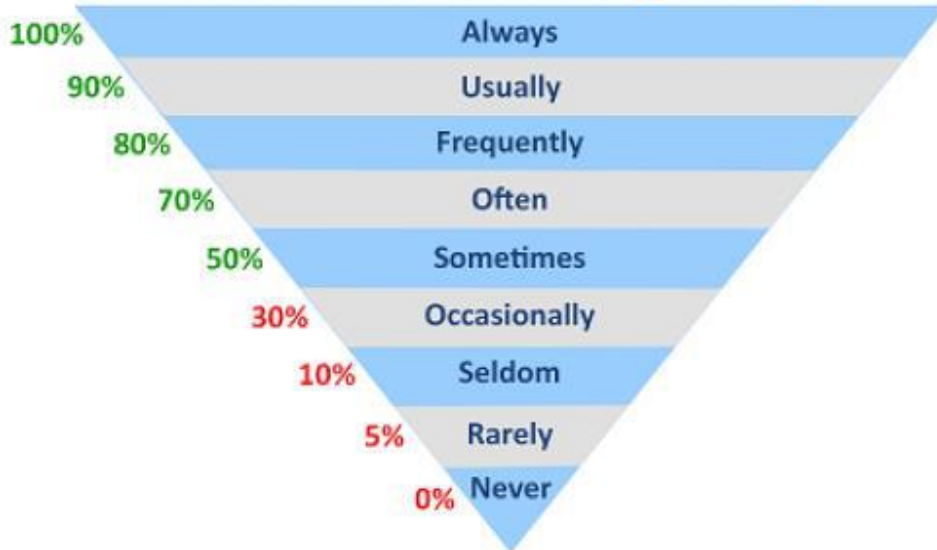 100% Always
90% Usually
80% Frequently
70% Often
50% Sometimes
30% Occasionally
10% Seldom
5% Rarely
0% Never